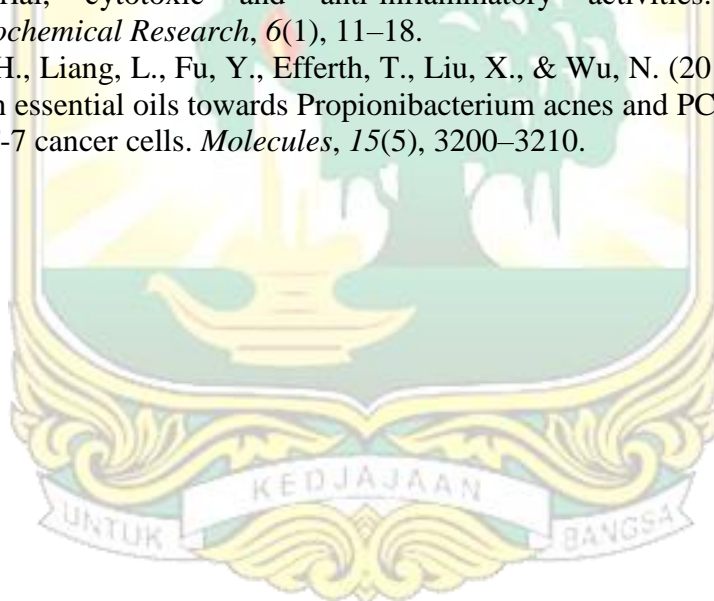 cytotoxic and anti-inflammatory activities.
ochemical Research, 6(1), 11–18.
H., Liang, L., Fu, Y., Efferth, T., Liu, X., & Wu, N. (20
n essential oils towards Propionibacterium acnes and PC
-7 cancer cells. Molecules, 15(5), 3200–3210.
UNTUK KEDJAJAAN BANGSA